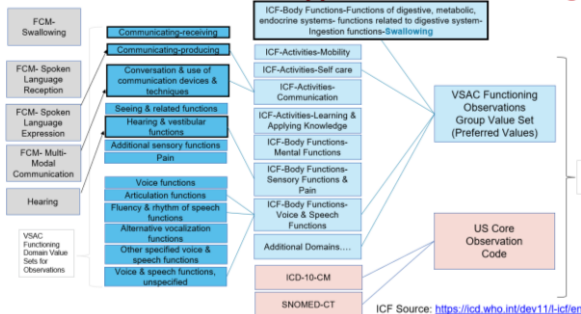 FCM-
Swallowing
FCM- Spoken
Language
Reception
FCM- Spoken
Language
Expression
FCM- Multi-
Modal
Communication
Hearing
VSAC
Functioning
Domain Value
Sets for
Observations
Communicating-receiving
Communicating-producing
Conversation & use of
communication devices &
techniques
Seeing & related functions
Hearing & vestibular
functions
Additional sensory functions
Pain
Voice functions
Articulation functions
Fluency & rhythm of speech
functions
Alternative vocalization
functions
Other specified voice &
speech functions
Voice & speech functions,
unspecified
ICF-Body Functions-Functions of digestive, metabolic,
endocrine systems- functions related to digestive system-
Ingestion functions-Swallowing
ICF-Activities-Mobility
ICF-Activities-Self care
ICF-Activities-
Communication
ICF-Activities-Learning &
Applying Knowledge
ICF-Body Functions-
Mental Functions
ICF-Body Functions-
Sensory Functions &
Pain
ICF-Body Functions-
Voice & Speech
Functions
Additional Domains....
ICD-10-CM
SNOMED-CT
VSAC Functioning
Observations
Group Value Set
(Preferred Values)
US Core
Observation
Code
ICF Source: https://icd.who.int/dev11/l-icf/en